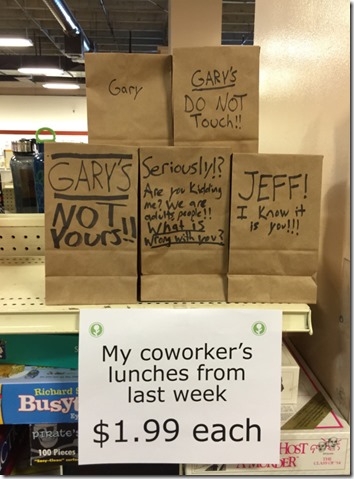 Gary
GARY'S
DO NOT
Touch!!
GARY'S
NOT
Yours!!
Seriously!?
Are you Kidding
me? We are
adults people!!
What is
wrong with you?
JEFF!
I Know it
is you!!!
My coworker's
lunches from
last week
$1.99 each
Richard
Busy
pirate's
100 Pieces
HOST
A MURDER